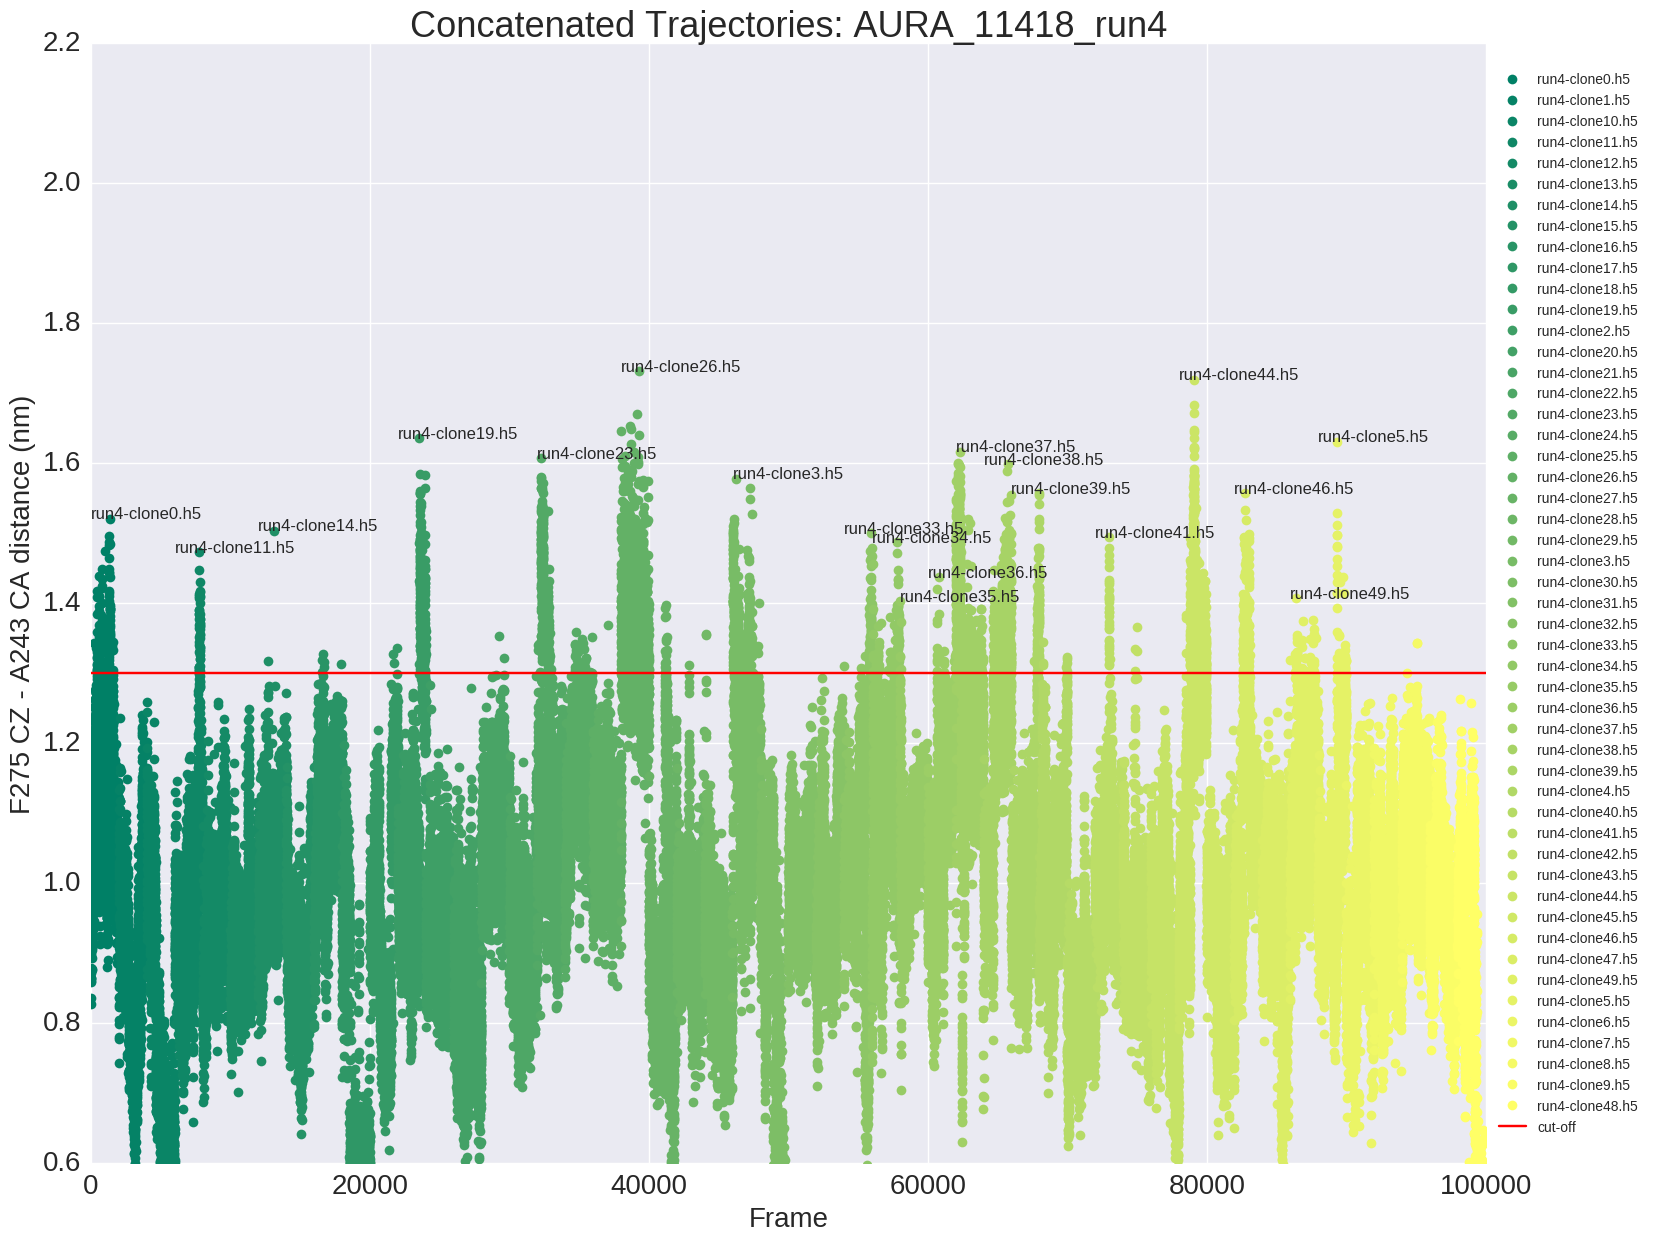 Concatenated Trajectories: AURA_11418_run4
2.2
2.0
1.8
1.6
1.4
1.2
1.0
0.8
0.6
F275 CZ - A243 CA distance (nm)
run4-clone26.h5
run4-clone44.h5
run4-clone19.h5
run4-clone5.h5
run4-clone37.h5
run4-clone23.h5
run4-clone38.h5
run4-clone3.h5
run4-clone39.h5
run4-clone46.h5
run4-clone0.h5
run4-clone14.h5
run4-clone33.h5
run4-clone41.h5
run4-clone34.h5
run4-clone11.h5
run4-clone36.h5
run4-clone49.h5
run4-clone35.h5
0
20000
40000
60000
80000
100000
Frame
run4-clone0.h5
run4-clone1.h5
run4-clone10.h5
run4-clone11.h5
run4-clone12.h5
run4-clone13.h5
run4-clone14.h5
run4-clone15.h5
run4-clone16.h5
run4-clone17.h5
run4-clone18.h5
run4-clone19.h5
run4-clone2.h5
run4-clone20.h5
run4-clone21.h5
run4-clone22.h5
run4-clone23.h5
run4-clone24.h5
run4-clone25.h5
run4-clone26.h5
run4-clone27.h5
run4-clone28.h5
run4-clone29.h5
run4-clone3.h5
run4-clone30.h5
run4-clone31.h5
run4-clone32.h5
run4-clone33.h5
run4-clone34.h5
run4-clone35.h5
run4-clone36.h5
run4-clone37.h5
run4-clone38.h5
run4-clone39.h5
run4-clone4.h5
run4-clone40.h5
run4-clone41.h5
run4-clone42.h5
run4-clone43.h5
run4-clone44.h5
run4-clone45.h5
run4-clone46.h5
run4-clone47.h5
run4-clone49.h5
run4-clone5.h5
run4-clone6.h5
run4-clone7.h5
run4-clone8.h5
run4-clone9.h5
run4-clone48.h5
cut-off